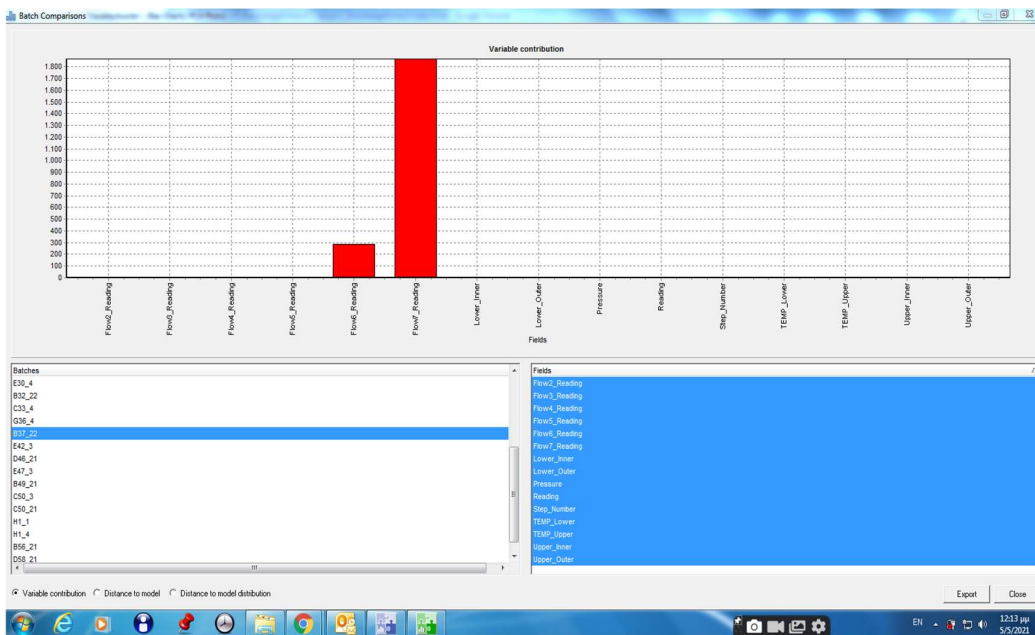 Batch Comparisons
Variable contribution
1.800
1.700
1.600
1.500
1.400
1.300
1.200
1.100
1.000
900
800
700
600
500
400
300
200
100
0
Flow2_Reading
Flow3_Reading
Flow4_Reading
Flow5_Reading
Flow6_Reading
Flow7_Reading
Lower_Inner
Lower_Outer
Pressure
Reading
Step_Number
TEMP_Lower
TEMP_Upper
Upper_Inner
Upper_Outer
Fields
Batches
E30_4
B32_22
C33_4
G36_4
B37_22
E42_3
D46_21
E47_3
B49_21
C50_3
C50_21
H1_1
H1_4
B56_21
D58_21
Fields
Flow2_Reading
Flow3_Reading
Flow4_Reading
Flow5_Reading
Flow6_Reading
Flow7_Reading
Lower_Inner
Lower_Outer
Pressure
Reading
Step_Number
TEMP_Lower
TEMP_Upper
Upper_Inner
Upper_Outer
Variable contribution Distance to model Distance to model distibution
Export Close
EN 12:13 μμ
5/5/2021